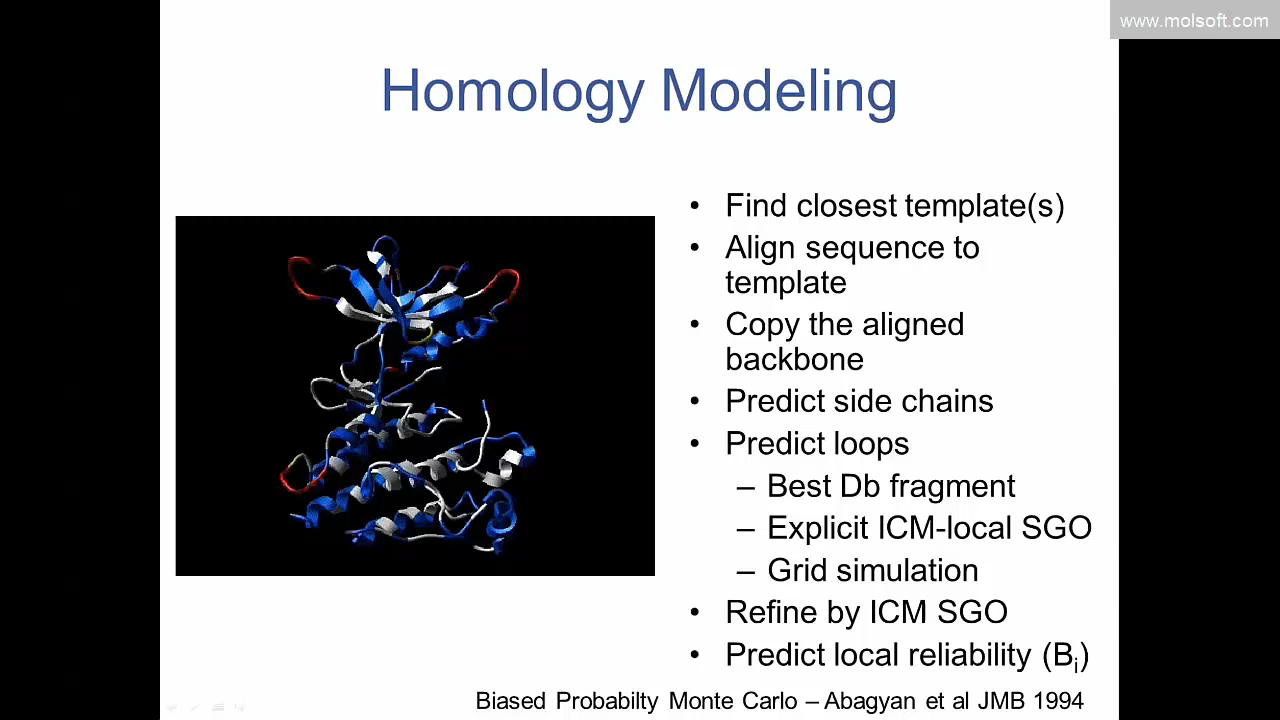 www.molsoft.com
Homology Modeling
• Find closest template(s)
• Align sequence to
template
• Copy the aligned
backbone
• Predict side chains
• Predict loops
– Best Db fragment
– Explicit ICM-local SGO
– Grid simulation
• Refine by ICM SGO
• Predict local reliability (Bi)
Biased Probabilty Monte Carlo – Abagyan et al JMB 1994